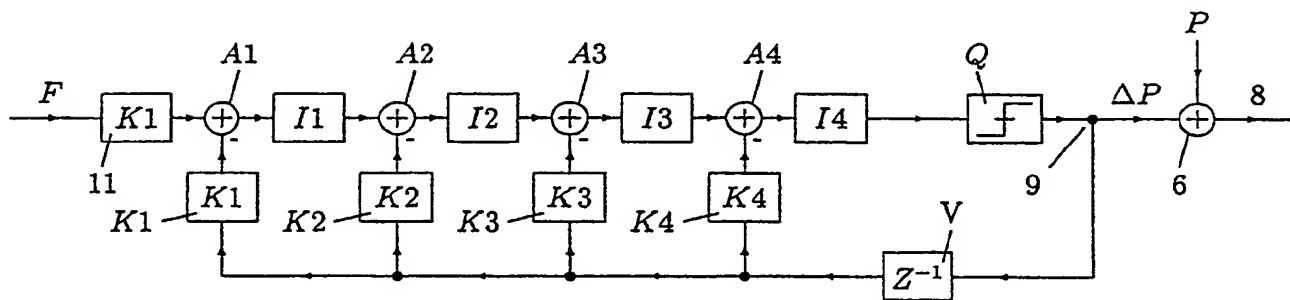 P
A1 A2 A3 A4 Q
F ΔP 8
K1 I1 I2 I3 I4
- - - -
11 9 6
K1 K2 K3 K4
K1 K2 K3 K4
V
Z⁻¹